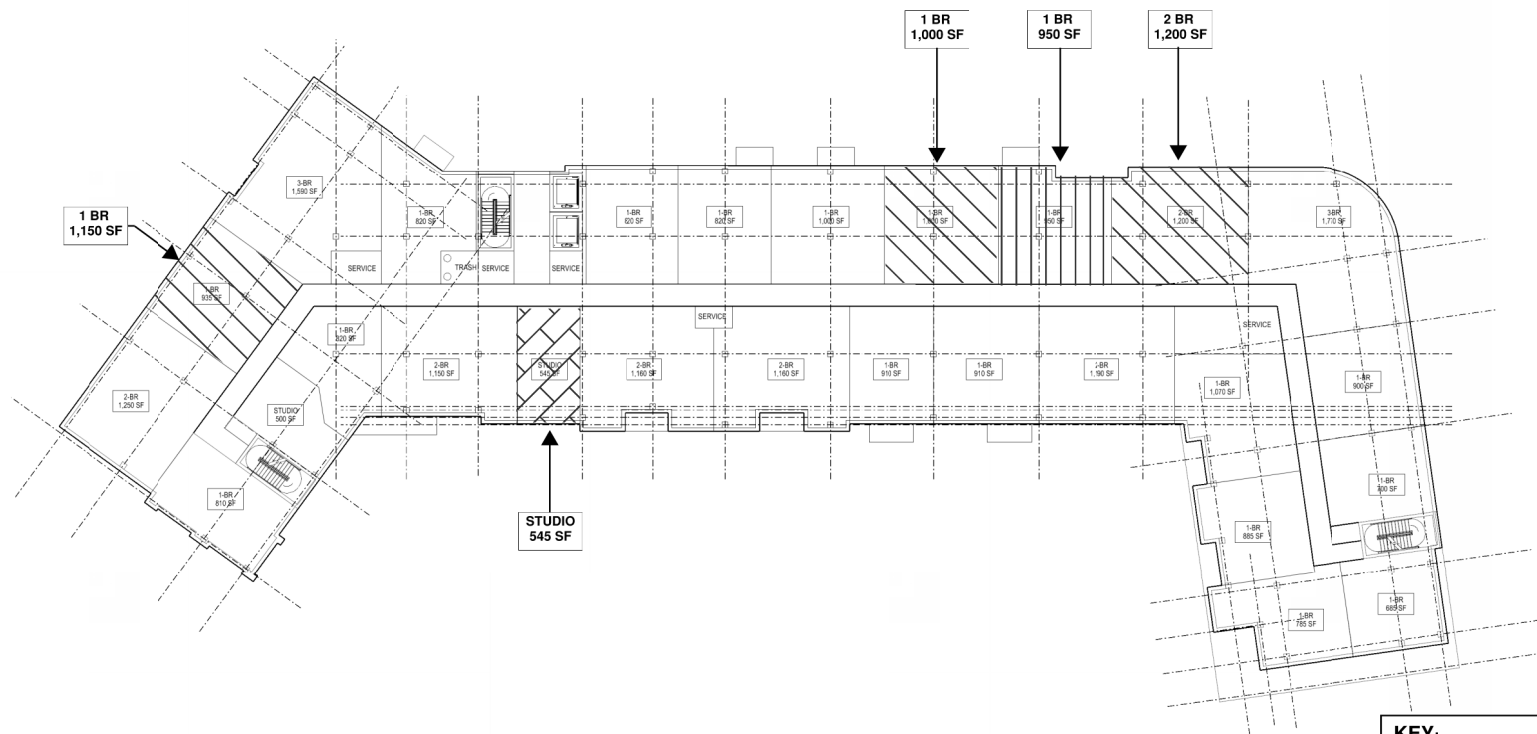 1 BR
1,000 SF
1 BR
950 SF
2 BR
1,200 SF
1 BR
1,150 SF
3-BR
1,590 SF
1-BR
820 SF
1-BR
820 SF
1-BR
1,000 SF
1-BR
2-BR
1,200 SF
SERVICE
TRASH
SERVICE
SERVICE
1-BR
935 SF
SERVICE
SERVICE
1-BR
2-BR
1,150 SF
STUDIO
545 SF
2-BR
1,160 SF
2-BR
1,160 SF
1-BR
910 SF
1-BR
910 SF
1-BR
1,070 SF
1-BR
900 SF
2-BR
1,250 SF
STUDIO
500 SF
1-BR
810 SF
1-BR
1-BR
885 SF
1-BR
785 SF
1-BR
685 SF
STUDIO
545 SF
KEY: